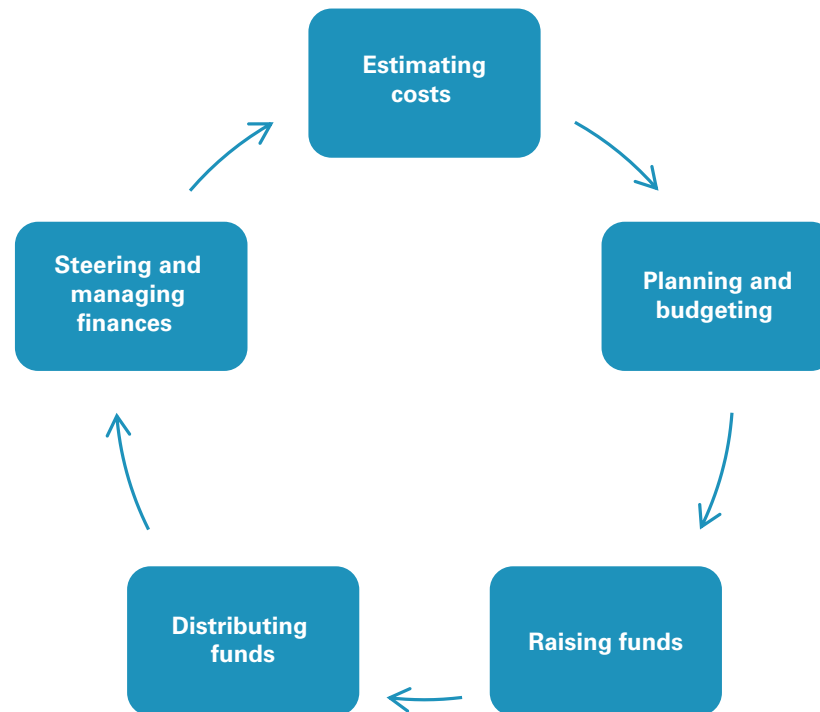 Estimating
costs
Planning and
budgeting
Raising funds
Distributing
funds
Steering and
managing
finances